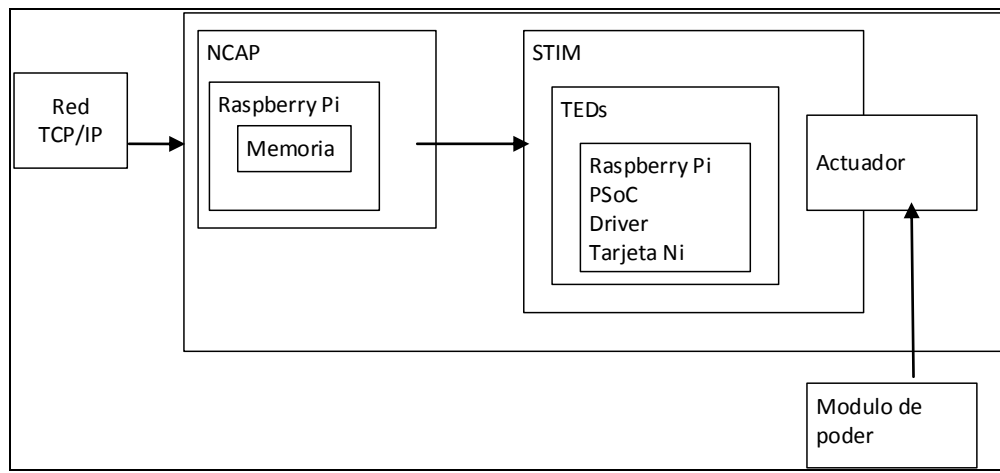 Red
TCP/IP
NCAP
Raspberry Pi
Memoria
STIM
TEDs
Raspberry Pi
PSoC
Driver
Tarjeta Ni
Actuador
Modulo de
poder